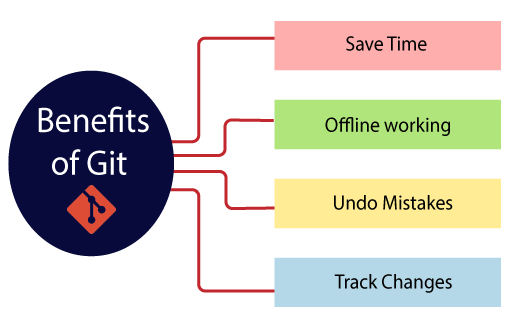 Benefits
of Git
Save Time
Offline working
Undo Mistakes
Track Changes